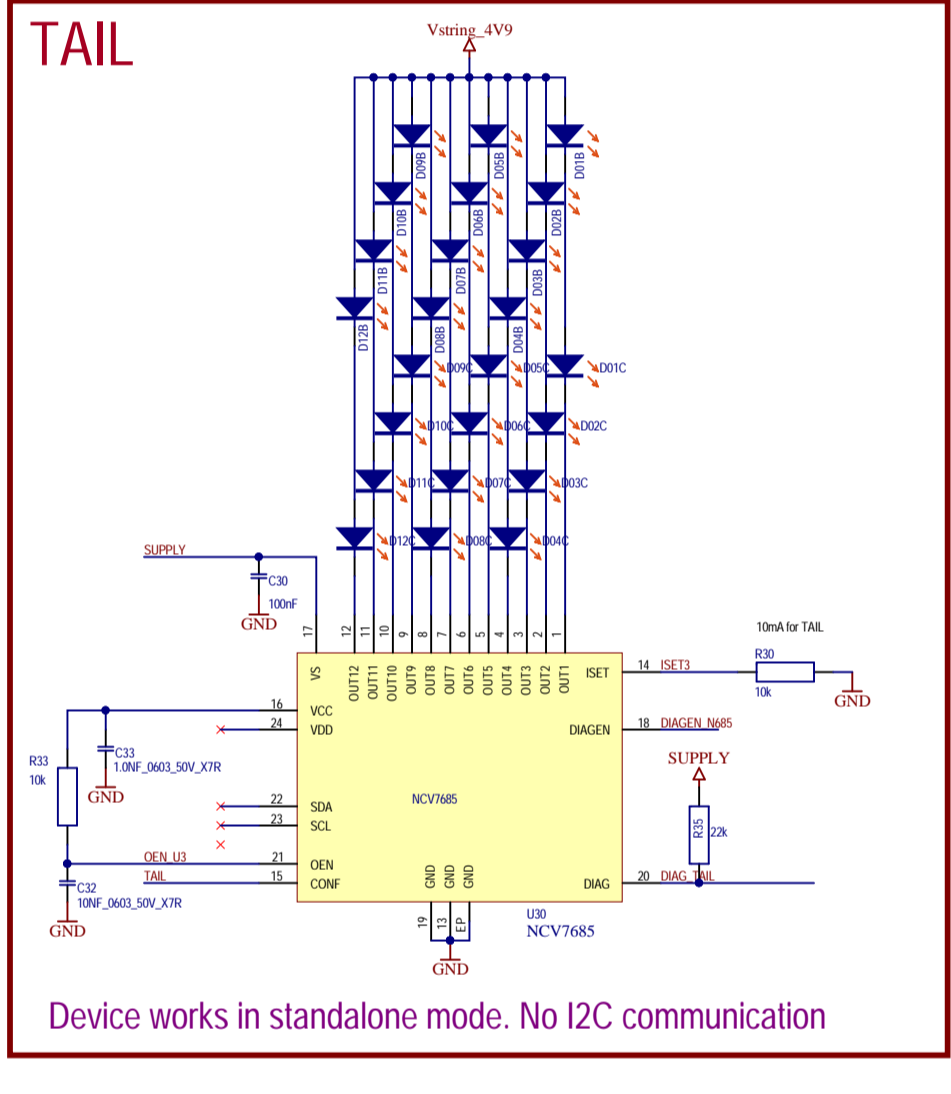 TAIL
Vstring_4V9
D09B
D05B
D01B
D10B
D06B
D02B
D11B
D07B
D03B
D12B
D08B
D04B
D09C
D05C
D01C
D10C
D06C
D02C
D11C
D07C
D03C
D12C
D08C
D04C
SUPPLY
C30
100nF
GND
17
12
11
10
9
8
7
6
5
4
3
2
1
10mA for TAIL
R30
10k
GND
VS
OUT12
OUT11
OUT10
OUT9
OUT8
OUT7
OUT6
OUT5
OUT4
OUT3
OUT2
OUT1
ISET
14
ISET3
16
VCC
24
VDD
DIAGEN
18
DIAGEN_N685
R33
10k
C33
1.0NF_0603_50V_X7R
GND
SUPPLY
R35
22k
22
SDA
23
SCL
NCV7685
OEN_U3
21
OEN
TAIL
15
CONF
GND
GND
GND
DIAG
20
DIAG_TAIL
C32
10NF_0603_50V_X7R
GND
19
13
EP
U30
NCV7685
GND
Device works in standalone mode. No I2C communication